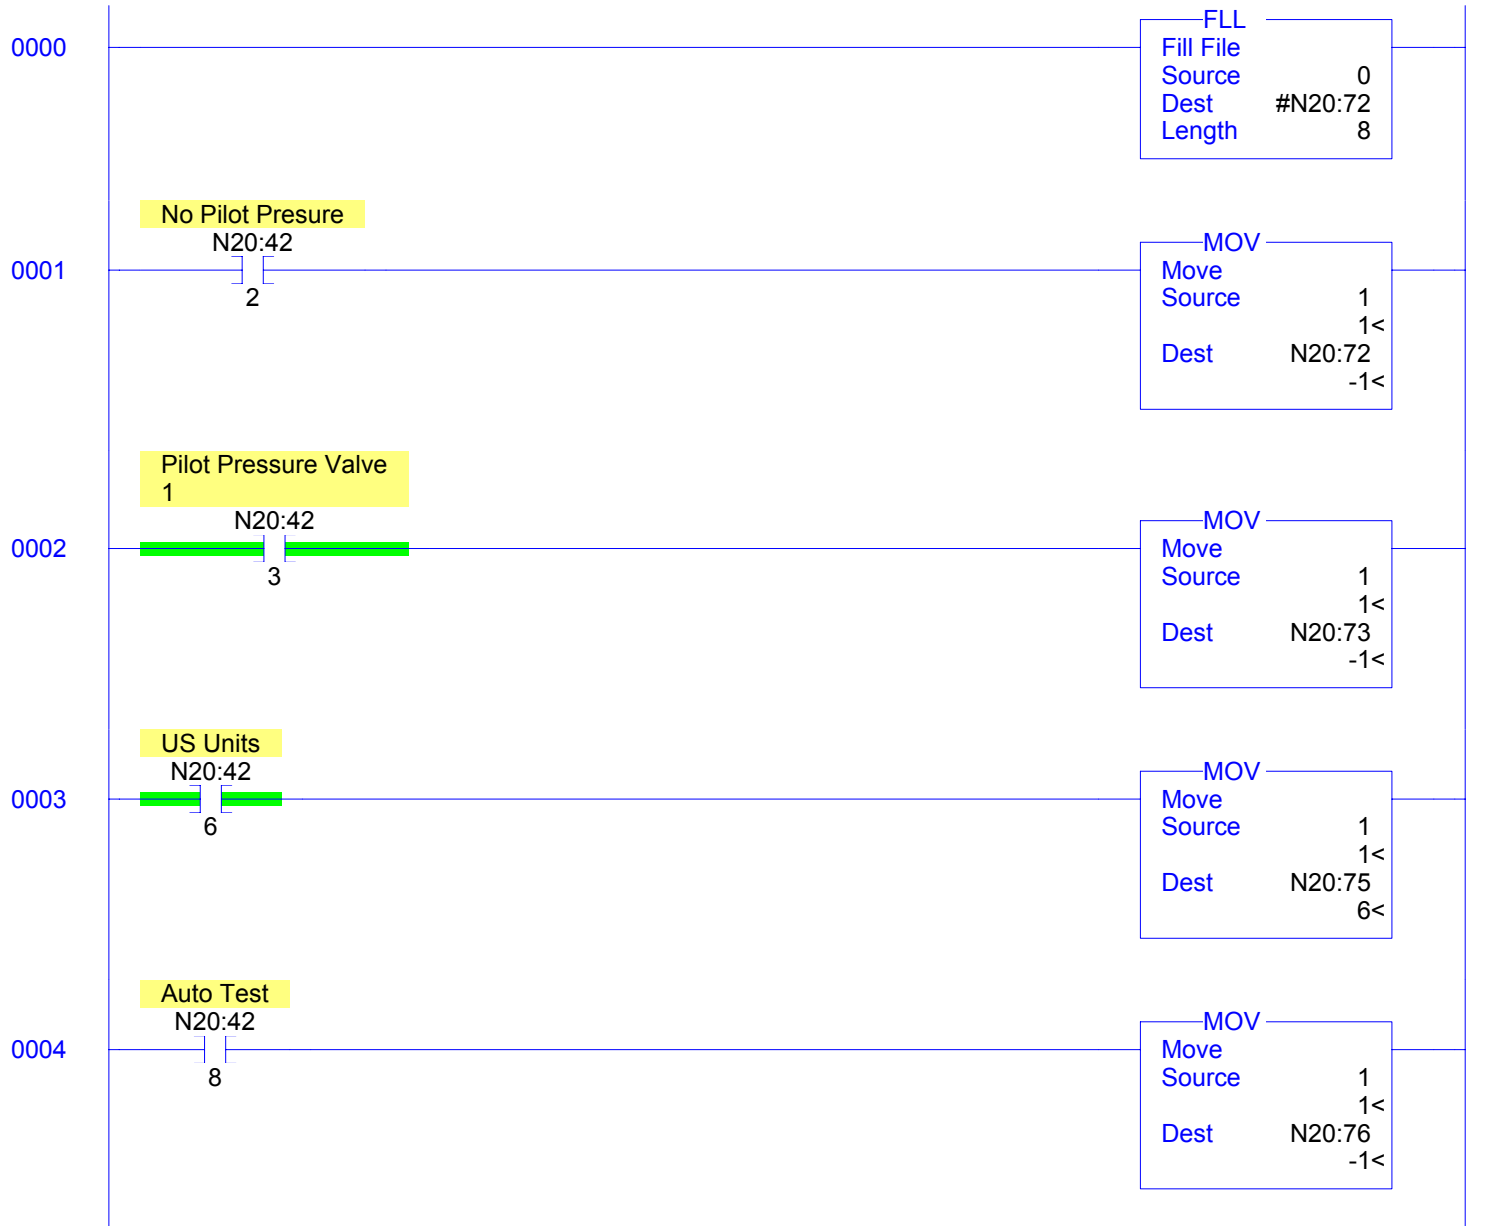 FLL
0000
Fill File
Source 0
Dest #N20:72
Length 8
No Pilot Presure
N20:42
MOV
0001
Move
2
Source 1
1<
Dest N20:72
-1<
Pilot Pressure Valve
1
N20:42
MOV
0002
Move
3
Source 1
1<
Dest N20:73
-1<
US Units
N20:42
MOV
0003
Move
6
Source 1
1<
Dest N20:75
6<
Auto Test
N20:42
MOV
0004
Move
8
Source 1
1<
Dest N20:76
-1<